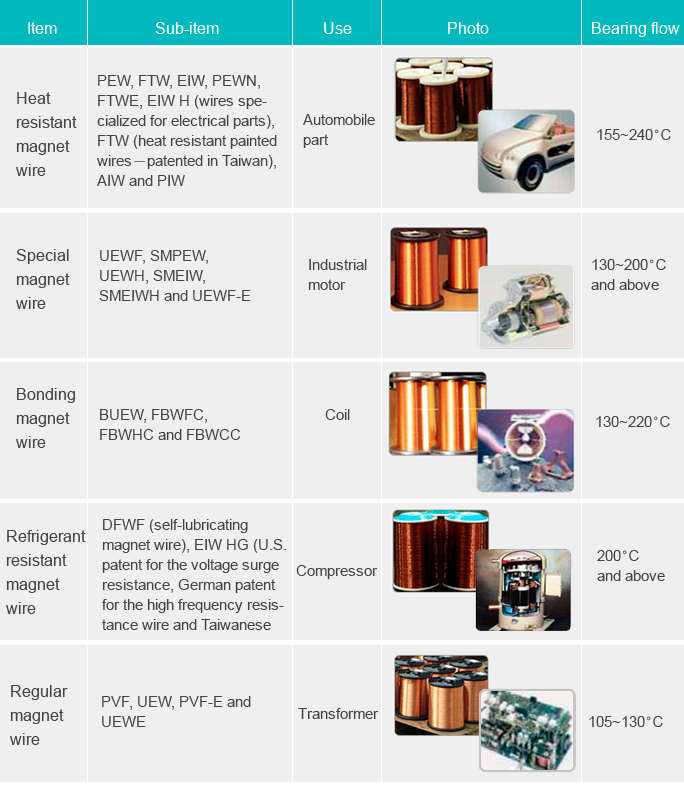 Item
Sub-item
Use
Photo
Bearing flow
Heat
resistant
magnet
wire
PEW, FTW, EIW, PEWN,
FTWE, EIW H (wires spe-
cialized for electrical parts),
FTW (heat resistant painted
wires－patented in Taiwan),
AIW and PIW
Automobile
part
155~240°C
Special
magnet
wire
UEWF, SMPEW,
UEWH, SMEIW,
SMEIWH and UEWF-E
Industrial
motor
130~200°C
and above
Bonding
magnet
wire
BUEW, FBWFC,
FBWHC and FBWCC
Coil
130~220°C
Refrigerant
resistant
magnet
wire
DFWF (self-lubricating
magnet wire), EIW HG (U.S.
patent for the voltage surge
resistance, German patent
for the high frequency resis-
tance wire and Taiwanese
Compressor
200°C
and above
Regular
magnet
wire
PVF, UEW, PVF-E and
UEWE
Transformer
105~130°C